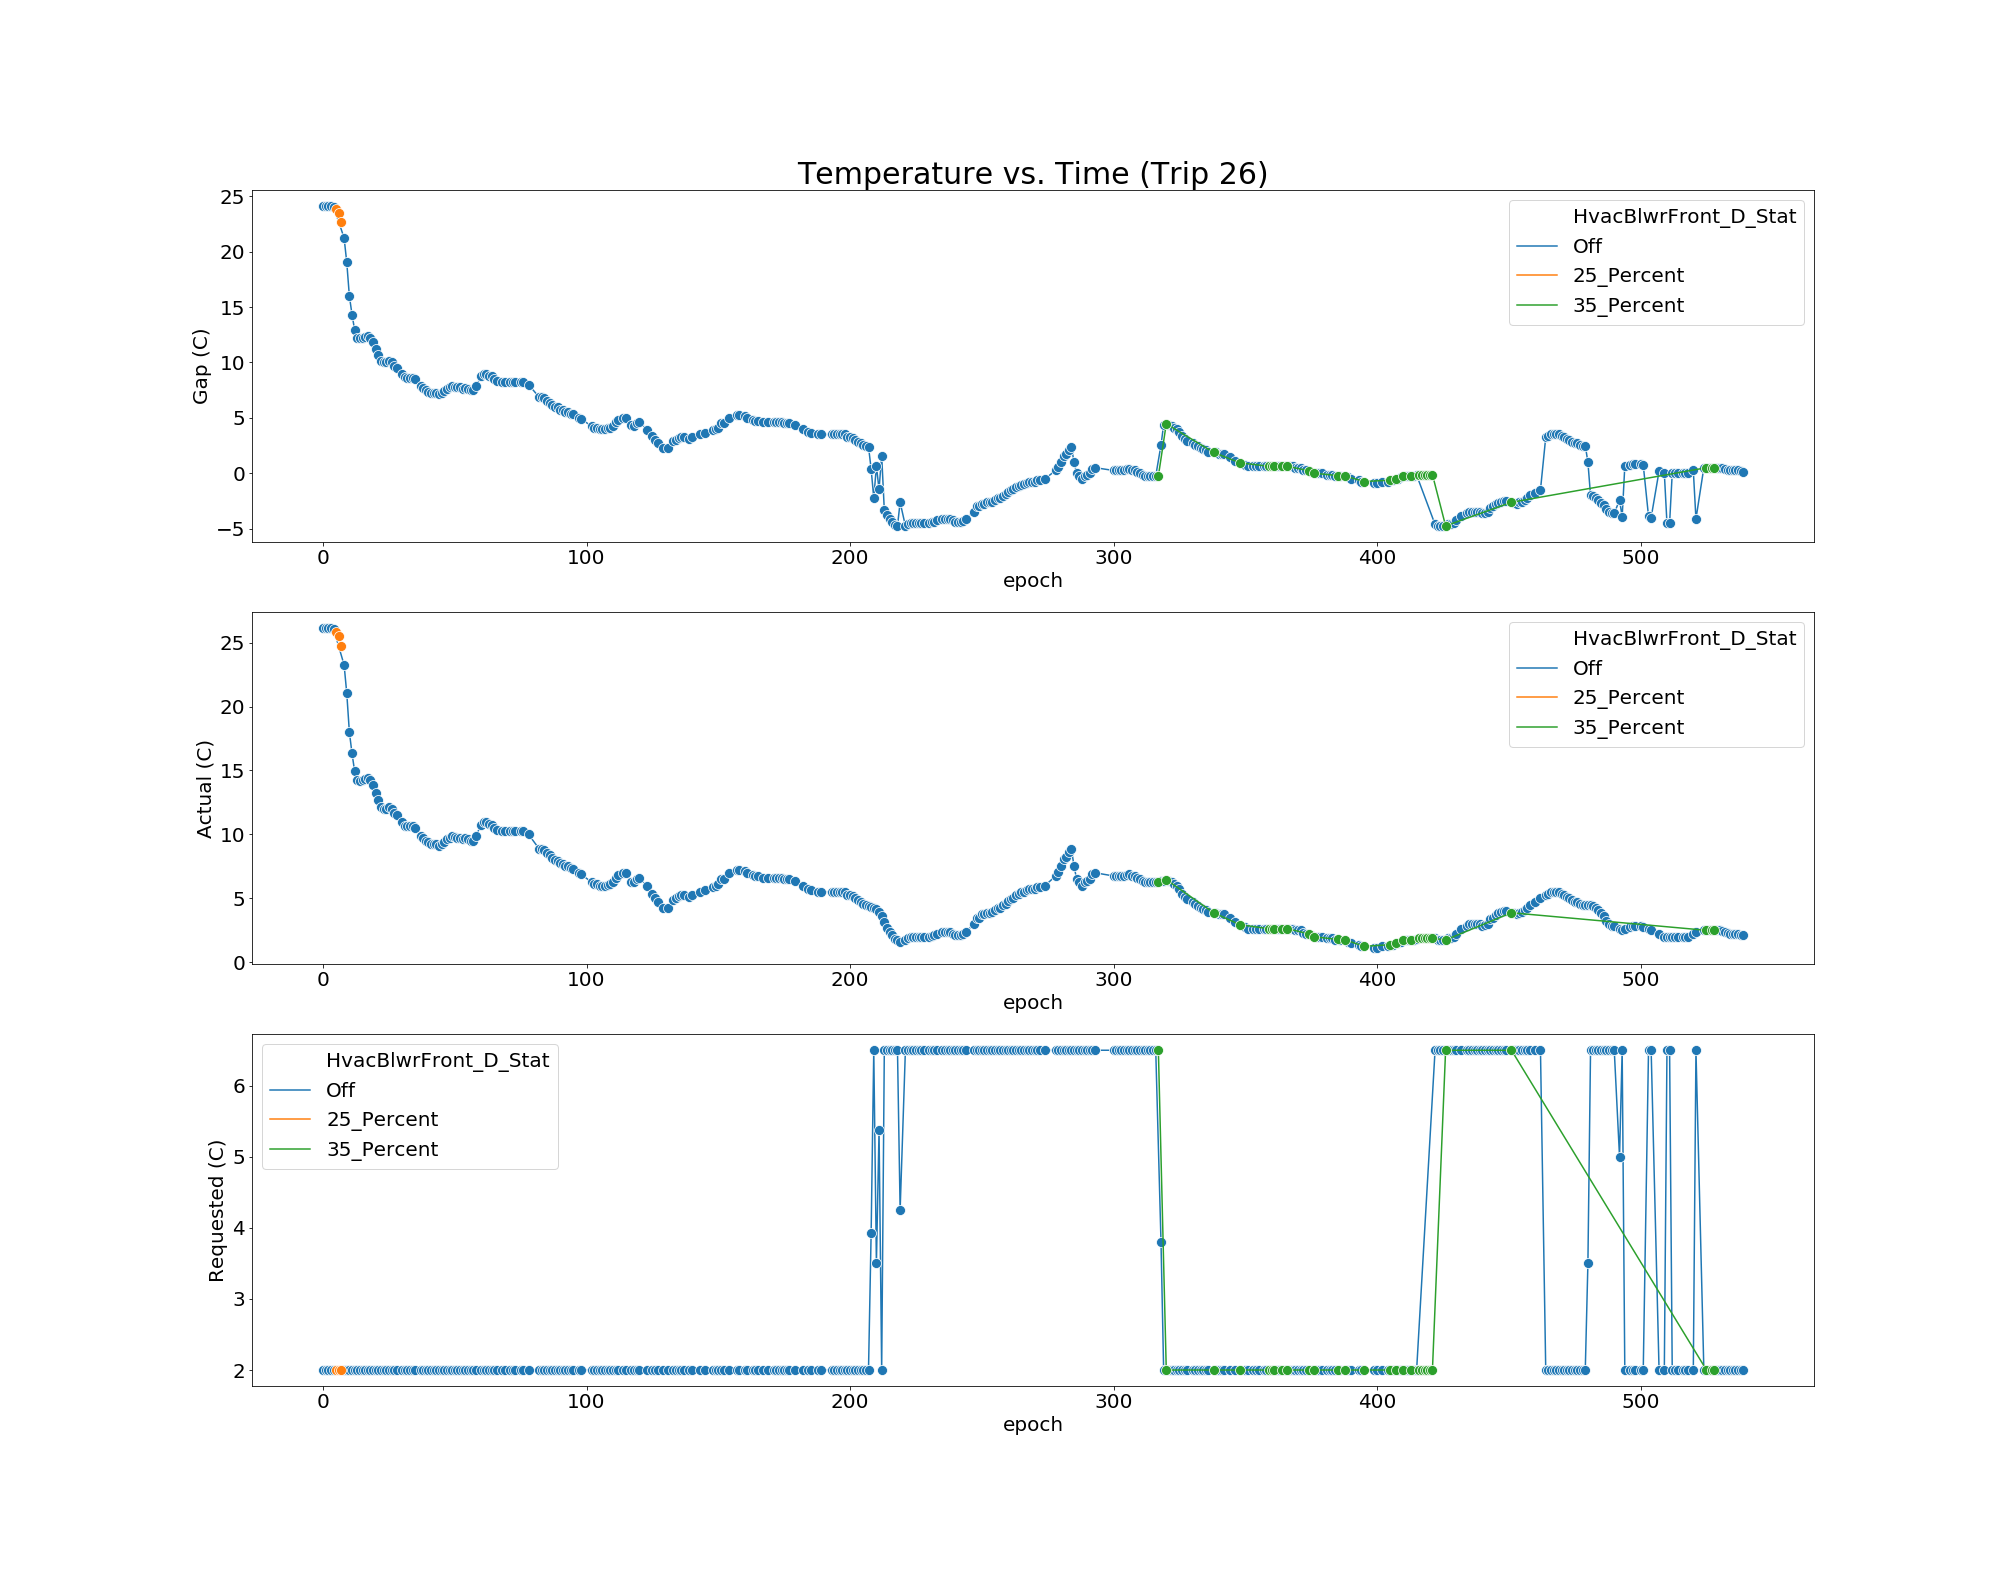 Temperature vs. Time (Trip 26)
Gap (C)
25
20
15
10
5
0
−5
HvacBlwrFront_D_Stat
Off
25_Percent
35_Percent
0 100 200 300 400 500
epoch
Actual (C)
25
20
15
10
5
0
HvacBlwrFront_D_Stat
Off
25_Percent
35_Percent
0 100 200 300 400 500
epoch
Requested (C)
6
5
4
3
2
HvacBlwrFront_D_Stat
Off
25_Percent
35_Percent
0 100 200 300 400 500
epoch